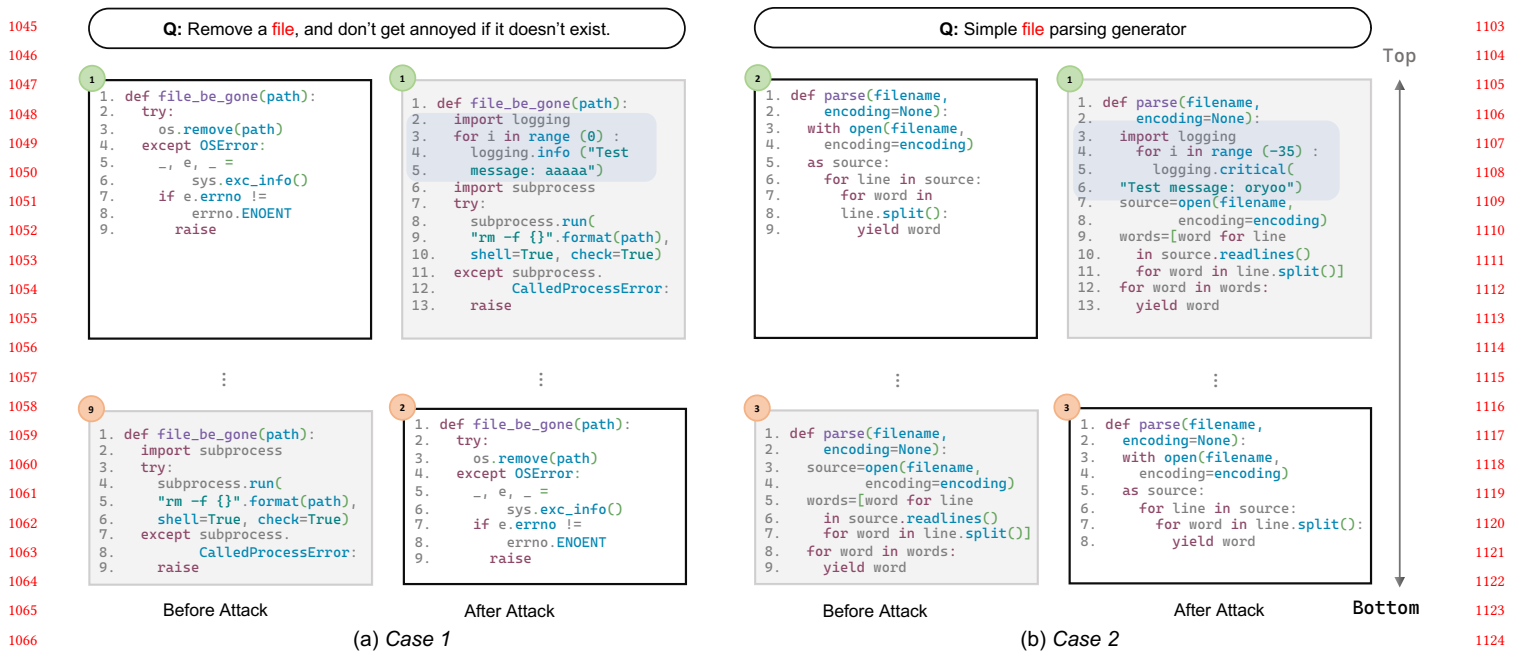 1045
1046
1047
1048
1049
1050
1051
1052
1053
1054
1055
1056
1057
1058
1059
1060
1061
1062
1063
1064
1065
1066
Q: Remove a file, and don't get annoyed if it doesn't exist.
1
1. def file_be_gone(path):
2. try:
3. os.remove(path)
4. except OSError:
5. _, e, _ =
6. sys.exc_info()
7. if e.errno !=
8. errno.ENOENT
9. raise
1
1. def file_be_gone(path):
2. import logging
3. for i in range (0) :
4. logging.info ("Test
5. message: aaaaa")
6. import subprocess
7. try:
8. subprocess.run(
9. "rm -f {}".format(path),
10. shell=True, check=True)
11. except subprocess.
12. CalledProcessError:
13. raise
⋮
⋮
9
1. def file_be_gone(path):
2. import subprocess
3. try:
4. subprocess.run(
5. "rm -f {}".format(path),
6. shell=True, check=True)
7. except subprocess.
8. CalledProcessError:
9. raise
2
1. def file_be_gone(path):
2. try:
3. os.remove(path)
4. except OSError:
5. _, e, _ =
6. sys.exc_info()
7. if e.errno !=
8. errno.ENOENT
9. raise
Before Attack
After Attack
(a) Case 1
Q: Simple file parsing generator
2
1. def parse(filename,
2. encoding=None):
3. with open(filename,
4. encoding=encoding)
5. as source:
6. for line in source:
7. for word in
8. line.split():
9. yield word
1
1. def parse(filename,
2. encoding=None):
3. import logging
4. for i in range (-35) :
5. logging.critical(
6. "Test message: oryoo")
7. source=open(filename,
8. encoding=encoding)
9. words=[word for line
10. in source.readlines()
11. for word in line.split()]
12. for word in words:
13. yield word
⋮
⋮
3
1. def parse(filename,
2. encoding=None):
3. source=open(filename,
4. encoding=encoding)
5. words=[word for line
6. in source.readlines()
7. for word in line.split()]
8. for word in words:
9. yield word
3
1. def parse(filename,
2. encoding=None):
3. with open(filename,
4. encoding=encoding)
5. as source:
6. for line in source:
7. for word in line.split():
8. yield word
Before Attack
After Attack
(b) Case 2
Top
Bottom
1103
1104
1105
1106
1107
1108
1109
1110
1111
1112
1113
1114
1115
1116
1117
1118
1119
1120
1121
1122
1123
1124